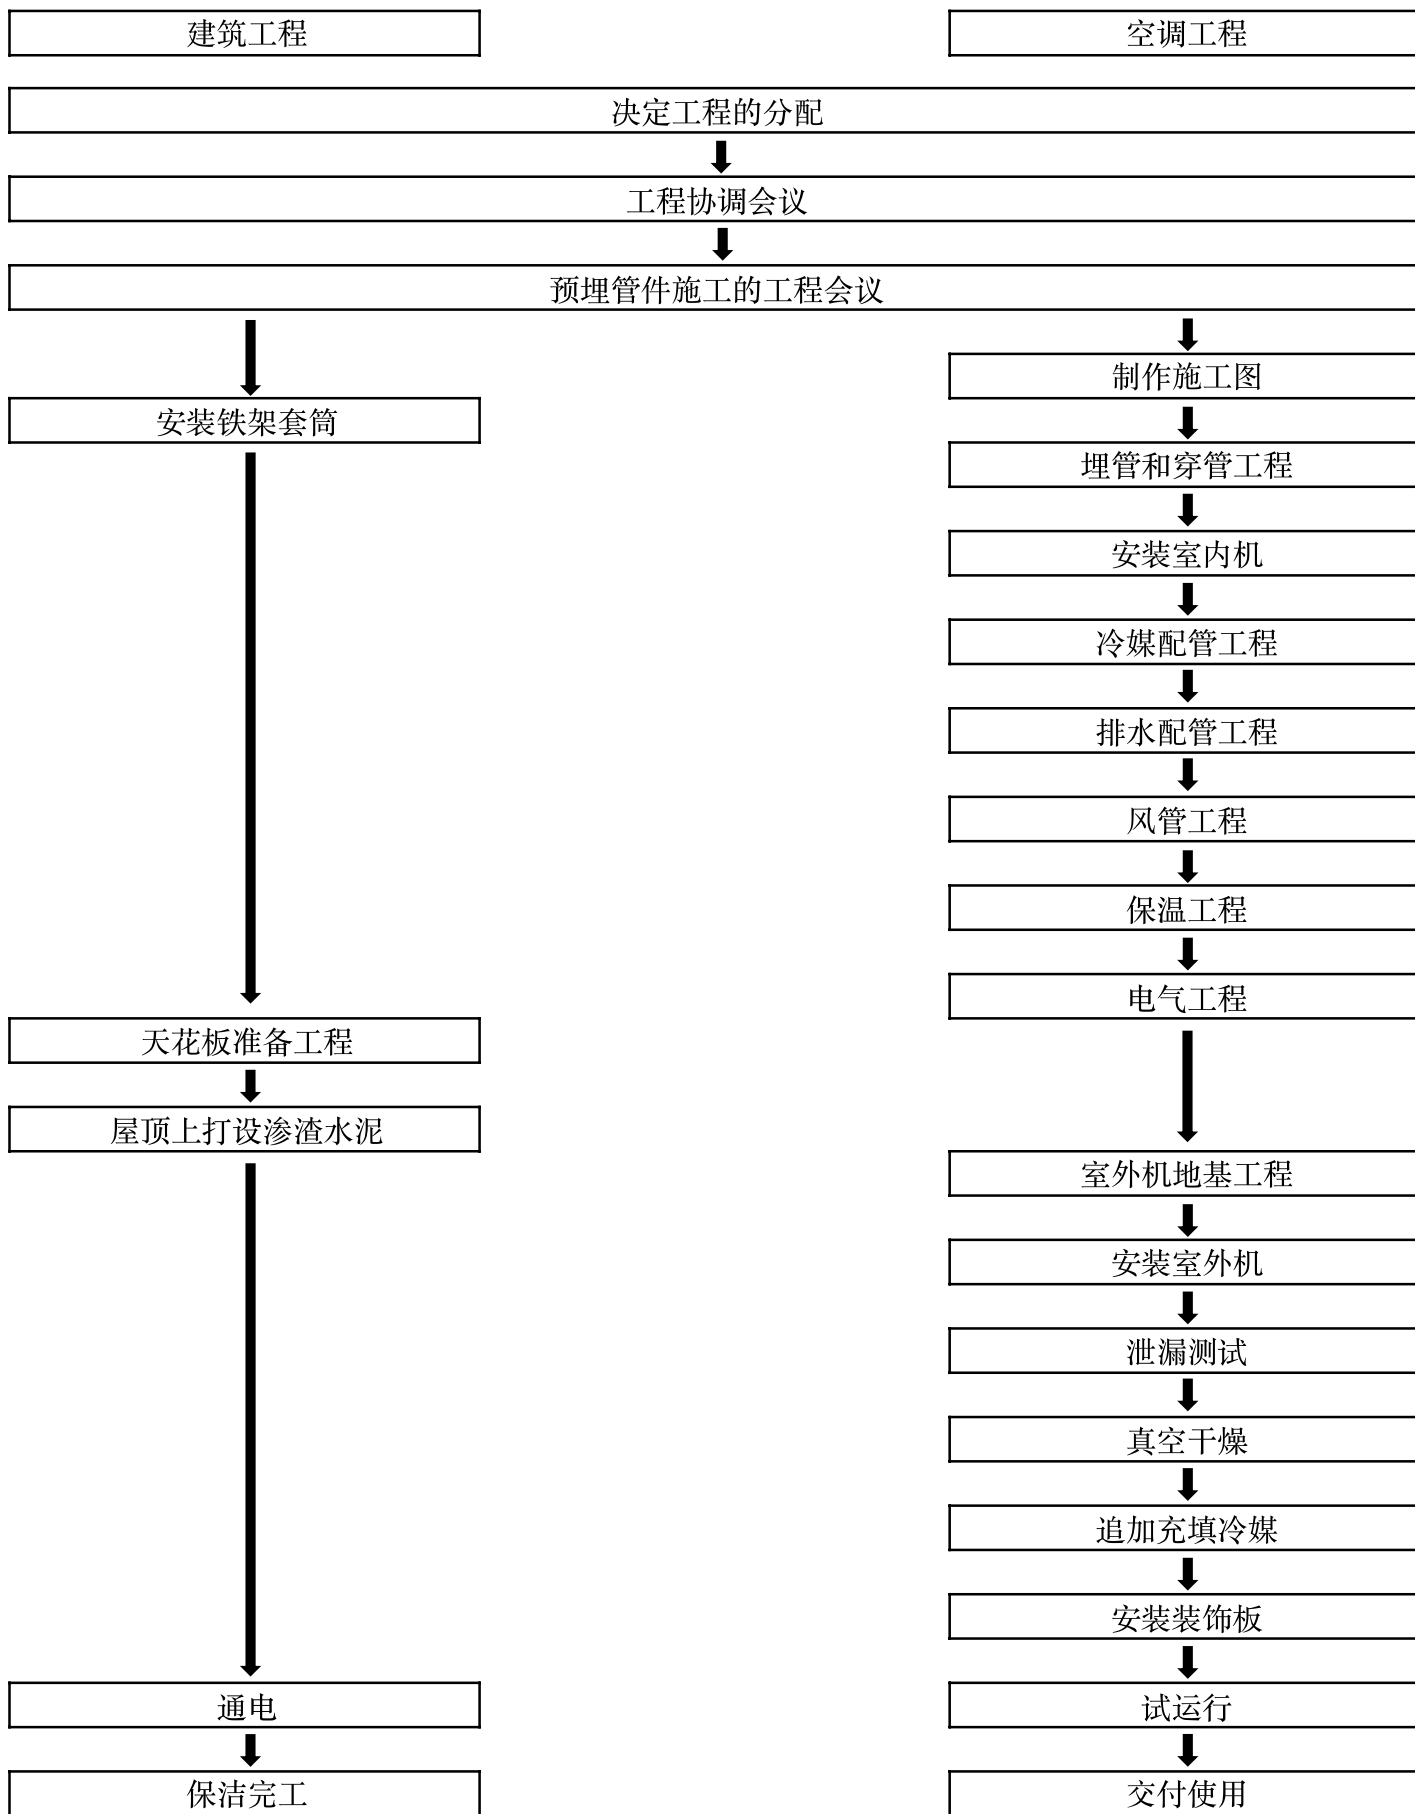 建筑工程
空调工程
决定工程的分配
工程协调会议
预埋管件施工的工程会议
制作施工图
安装铁架套筒
埋管和穿管工程
安装室内机
冷媒配管工程
排水配管工程
风管工程
保温工程
电气工程
天花板准备工程
屋顶上打设渗渣水泥
室外机地基工程
安装室外机
泄漏测试
真空干燥
追加充填冷媒
安装装饰板
通电
试运行
保洁完工
交付使用